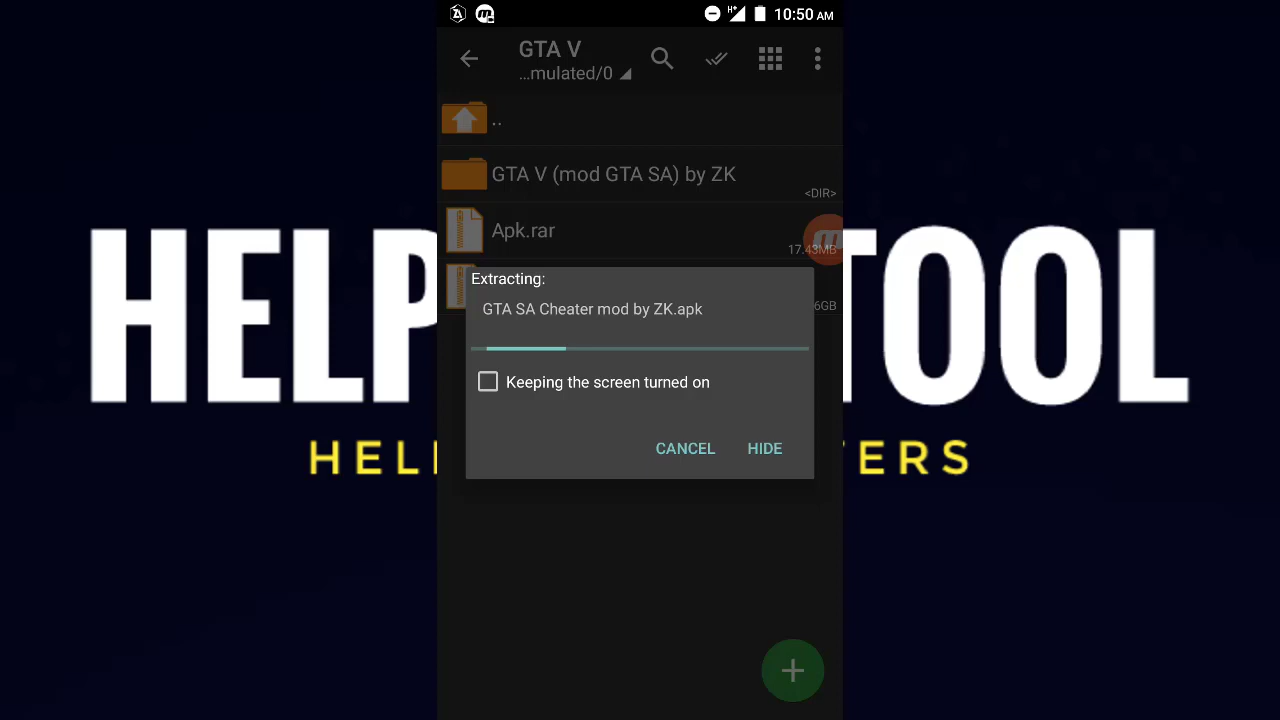 10:50 AM
GTA V
...mulated/0
..
GTA V (mod GTA SA) by ZK
<DIR>
Apk.rar
17.43MB
6GB
Extracting:
GTA SA Cheater mod by ZK.apk
Keeping the screen turned on
CANCEL HIDE
HELP TOOL
HEL ERS